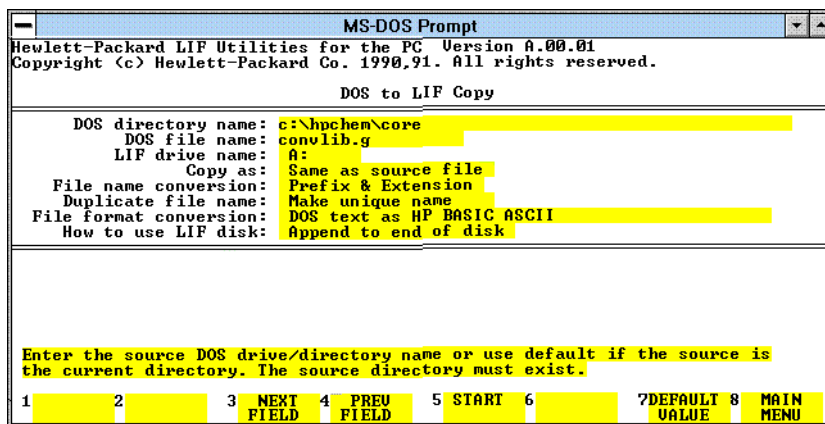 MS-DOS Prompt
Hewlett-Packard LIF Utilities for the PC  Version A.00.01
Copyright (c) Hewlett-Packard Co. 1990,91. All rights reserved.
DOS to LIF Copy
DOS directory name: c:\hpchem\core
DOS file name: convlib.g
LIF drive name: A:
Copy as: Same as source file
File name conversion: Prefix & Extension
Duplicate file name: Make unique name
File format conversion: DOS text as HP BASIC ASCII
How to use LIF disk: Append to end of disk
Enter the source DOS drive/directory name or use default if the source is
the current directory. The source directory must exist.
1 2 3 NEXT 4 PREV 5 START 6 7DEFAULT 8 MAIN
FIELD FIELD VALUE MENU